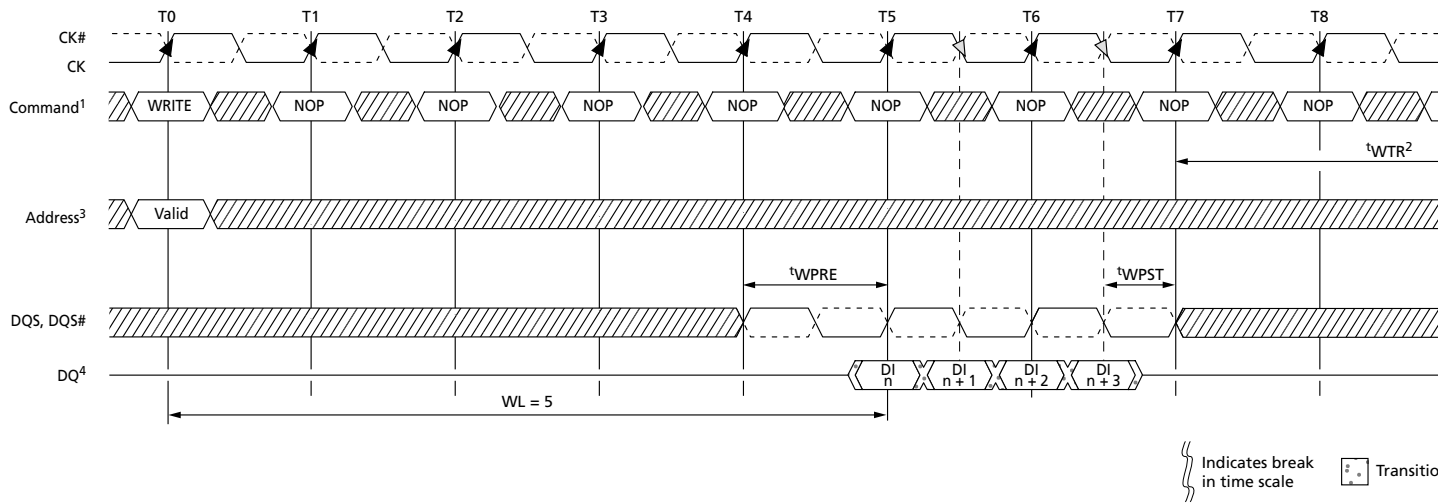 T0 T1 T2 T3 T4 T5 T6 T7 T8
CK#
CK
Command¹ WRITE NOP NOP NOP NOP NOP NOP NOP NOP
ᵗWTR²
Address³ Valid
ᵗWPRE ᵗWPST
DQS, DQS#
DQ⁴ DI n DI n + 1 DI n + 2 DI n + 3
WL = 5
Indicates break
in time scale
Transitio